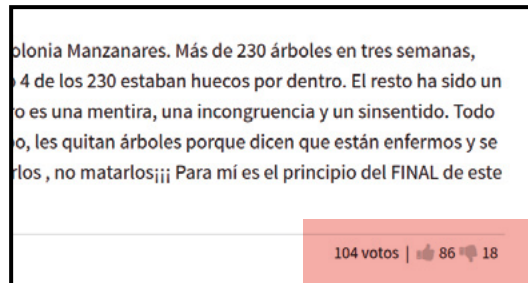 olonia Manzanares. Más de 230 árboles en tres semanas,
4 de los 230 estaban huecos por dentro. El resto ha sido un
ro es una mentira, una incongruencia y un sinsentido. Todo
o, les quitan árboles porque dicen que están enfermos y se
rlos , no matarlos¡¡¡ Para mí es el principio del FINAL de este
104 votos | 86 18